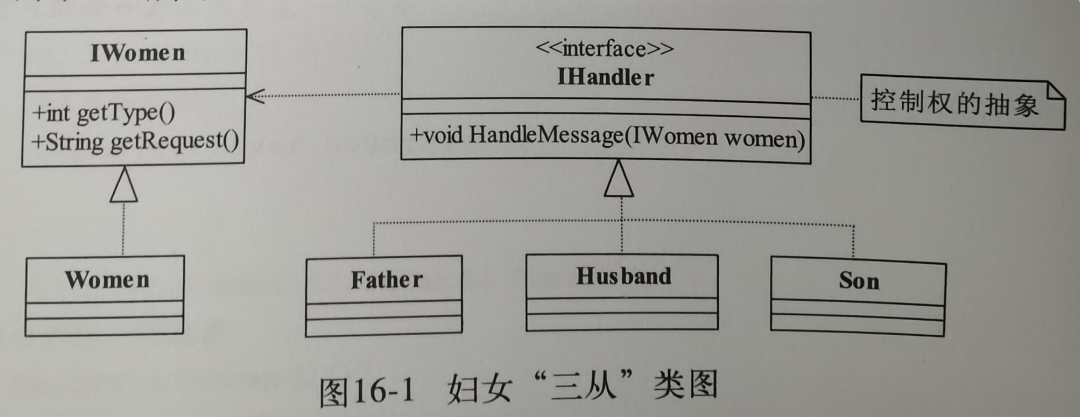 IWomen
+int getType()
+String getRequest()
<<interface>>
IHandler
+void HandleMessage(IWomen women)
控制权的抽象
Women
Father
Husband
Son
图16-1 妇女“三从”类图